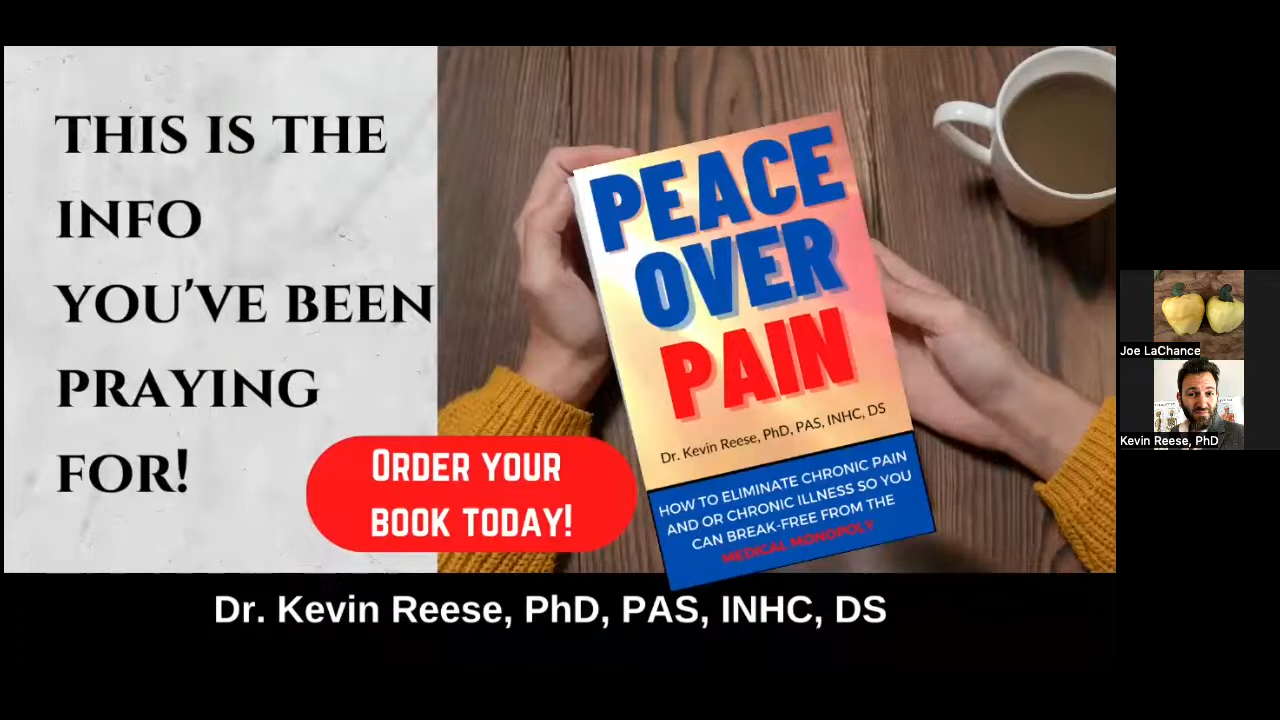 THIS IS THE
INFO
YOU'VE BEEN
PRAYING
FOR!
ORDER YOUR
BOOK TODAY!
PEACE
OVER
PAIN
Dr. Kevin Reese, PhD, PAS, INHC, DS
HOW TO ELIMINATE CHRONIC PAIN
AND OR CHRONIC ILLNESS SO YOU
CAN BREAK-FREE FROM THE
MEDICAL MONOPOLY
Dr. Kevin Reese, PhD, PAS, INHC, DS
Joe LaChance
Kevin Reese, PhD